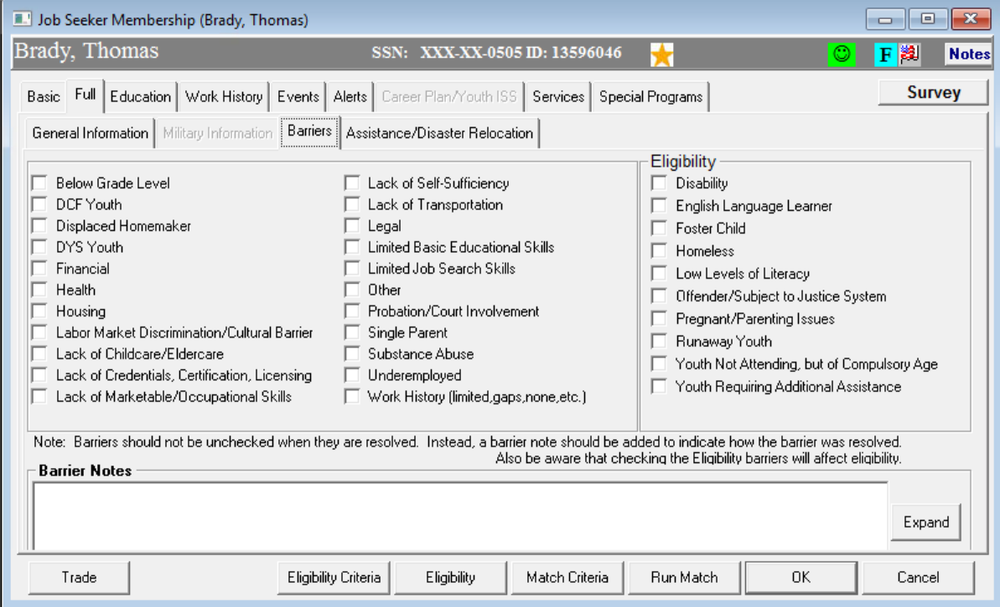 Job Seeker Membership (Brady, Thomas)
Brady, Thomas SSN: XXX-XX-0505 ID: 13596046 F Notes
Basic Full Education Work History Events Alerts Career Plan/Youth ISS Services Special Programs Survey
General Information Military Information Barriers Assistance/Disaster Relocation
Below Grade Level
DCF Youth
Displaced Homemaker
DYS Youth
Financial
Health
Housing
Labor Market Discrimination/Cultural Barrier
Lack of Childcare/Eldercare
Lack of Credentials, Certification, Licensing
Lack of Marketable/Occupational Skills
Lack of Self-Sufficiency
Lack of Transportation
Legal
Limited Basic Educational Skills
Limited Job Search Skills
Other
Probation/Court Involvement
Single Parent
Substance Abuse
Underemployed
Work History (limited,gaps,none,etc.)
Eligibility
Disability
English Language Learner
Foster Child
Homeless
Low Levels of Literacy
Offender/Subject to Justice System
Pregnant/Parenting Issues
Runaway Youth
Youth Not Attending, but of Compulsory Age
Youth Requiring Additional Assistance
Note: Barriers should not be unchecked when they are resolved. Instead, a barrier note should be added to indicate how the barrier was resolved.
Also be aware that checking the Eligibility barriers will affect eligibility.
Barrier Notes
Expand
Trade Eligibility Criteria Eligibility Match Criteria Run Match OK Cancel